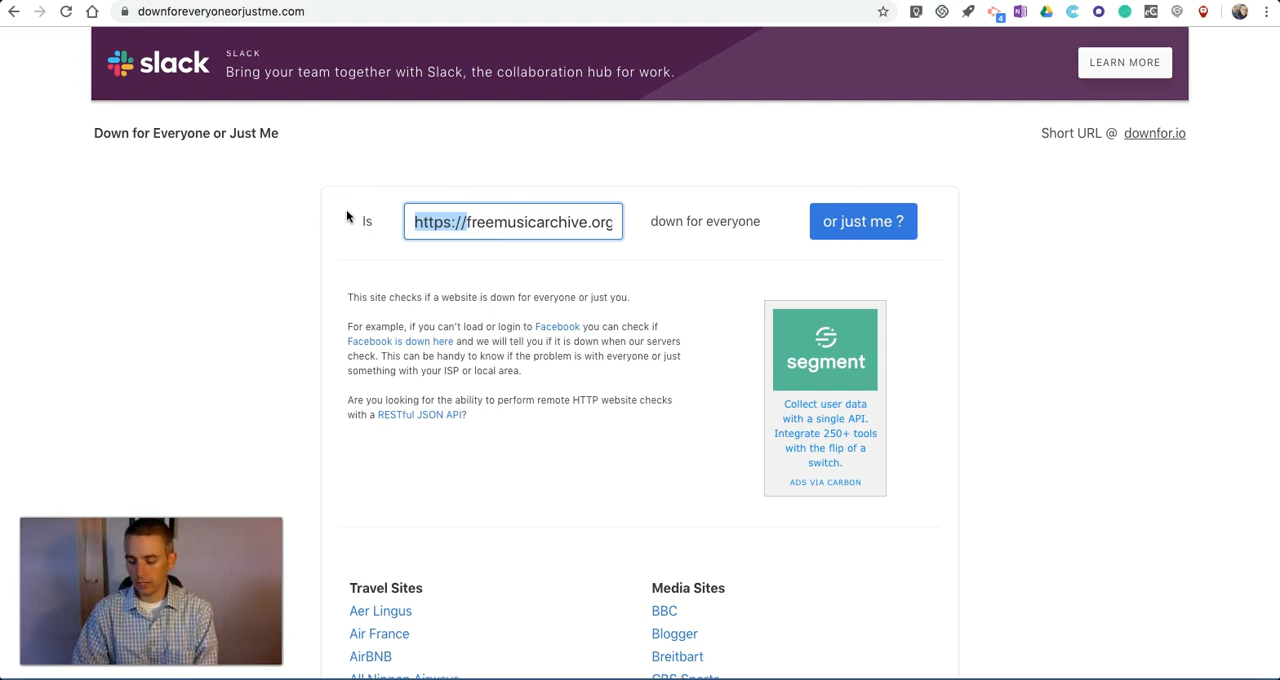 downforeveryoneorjustme.com
4
slack
SLACK
Bring your team together with Slack, the collaboration hub for work.
LEARN MORE
Down for Everyone or Just Me
Short URL @ downfor.io
Is
https://freemusicarchive.org
down for everyone
or just me ?
This site checks if a website is down for everyone or just you.
For example, if you can't load or login to Facebook you can check if
Facebook is down here and we will tell you if it is down when our servers
check. This can be handy to know if the problem is with everyone or just
something with your ISP or local area.
Are you looking for the ability to perform remote HTTP website checks
with a RESTful JSON API?
segment
Collect user data
with a single API.
Integrate 250+ tools
with the flip of a
switch.
ADS VIA CARBON
Travel Sites
Aer Lingus
Air France
AirBNB
All Nippon Airways
Media Sites
BBC
Blogger
Breitbart
CBS Sports